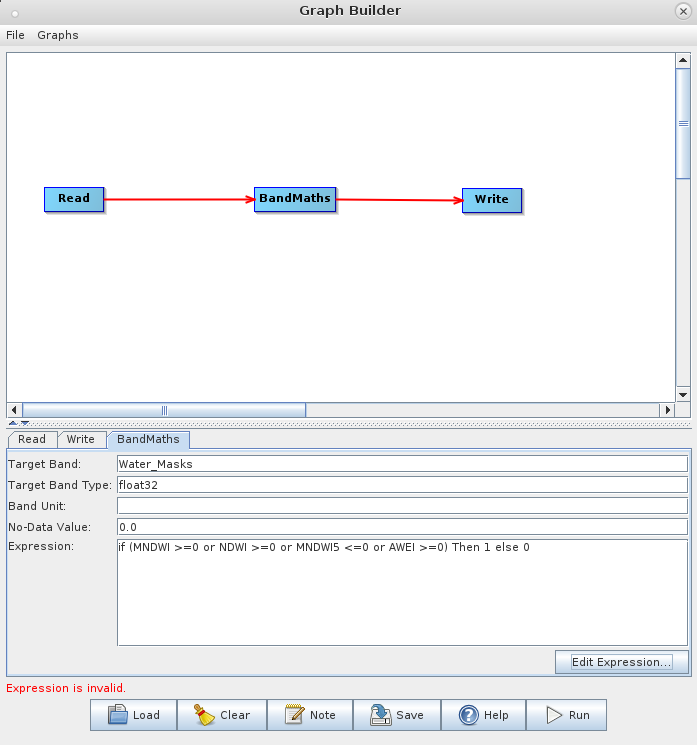 Graph Builder
File Graphs
Read BandMaths Write
Read Write BandMaths
Target Band: Water_Masks
Target Band Type: float32
Band Unit:
No-Data Value: 0.0
Expression: if (MNDWI >=0 or NDWI >=0 or MNDWI5 <=0 or AWEI >=0) Then 1 else 0
Edit Expression...
Expression is invalid.
Load Clear Note Save Help Run